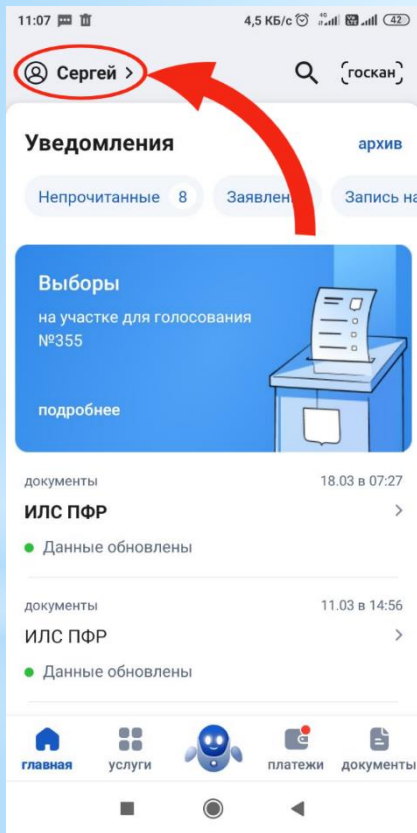 11:07 4,5 КБ/с 4G 42
Сергей > [госкан]
Уведомления архив
Непрочитанные 8 Запись на
Выборы
на участке для голосования
№355
подробнее
документы 18.03 в 07:27
ИЛС ПФР
Данные обновлены
документы 11.03 в 14:56
ИЛС ПФР
Данные обновлены
главная услуги платежи документы